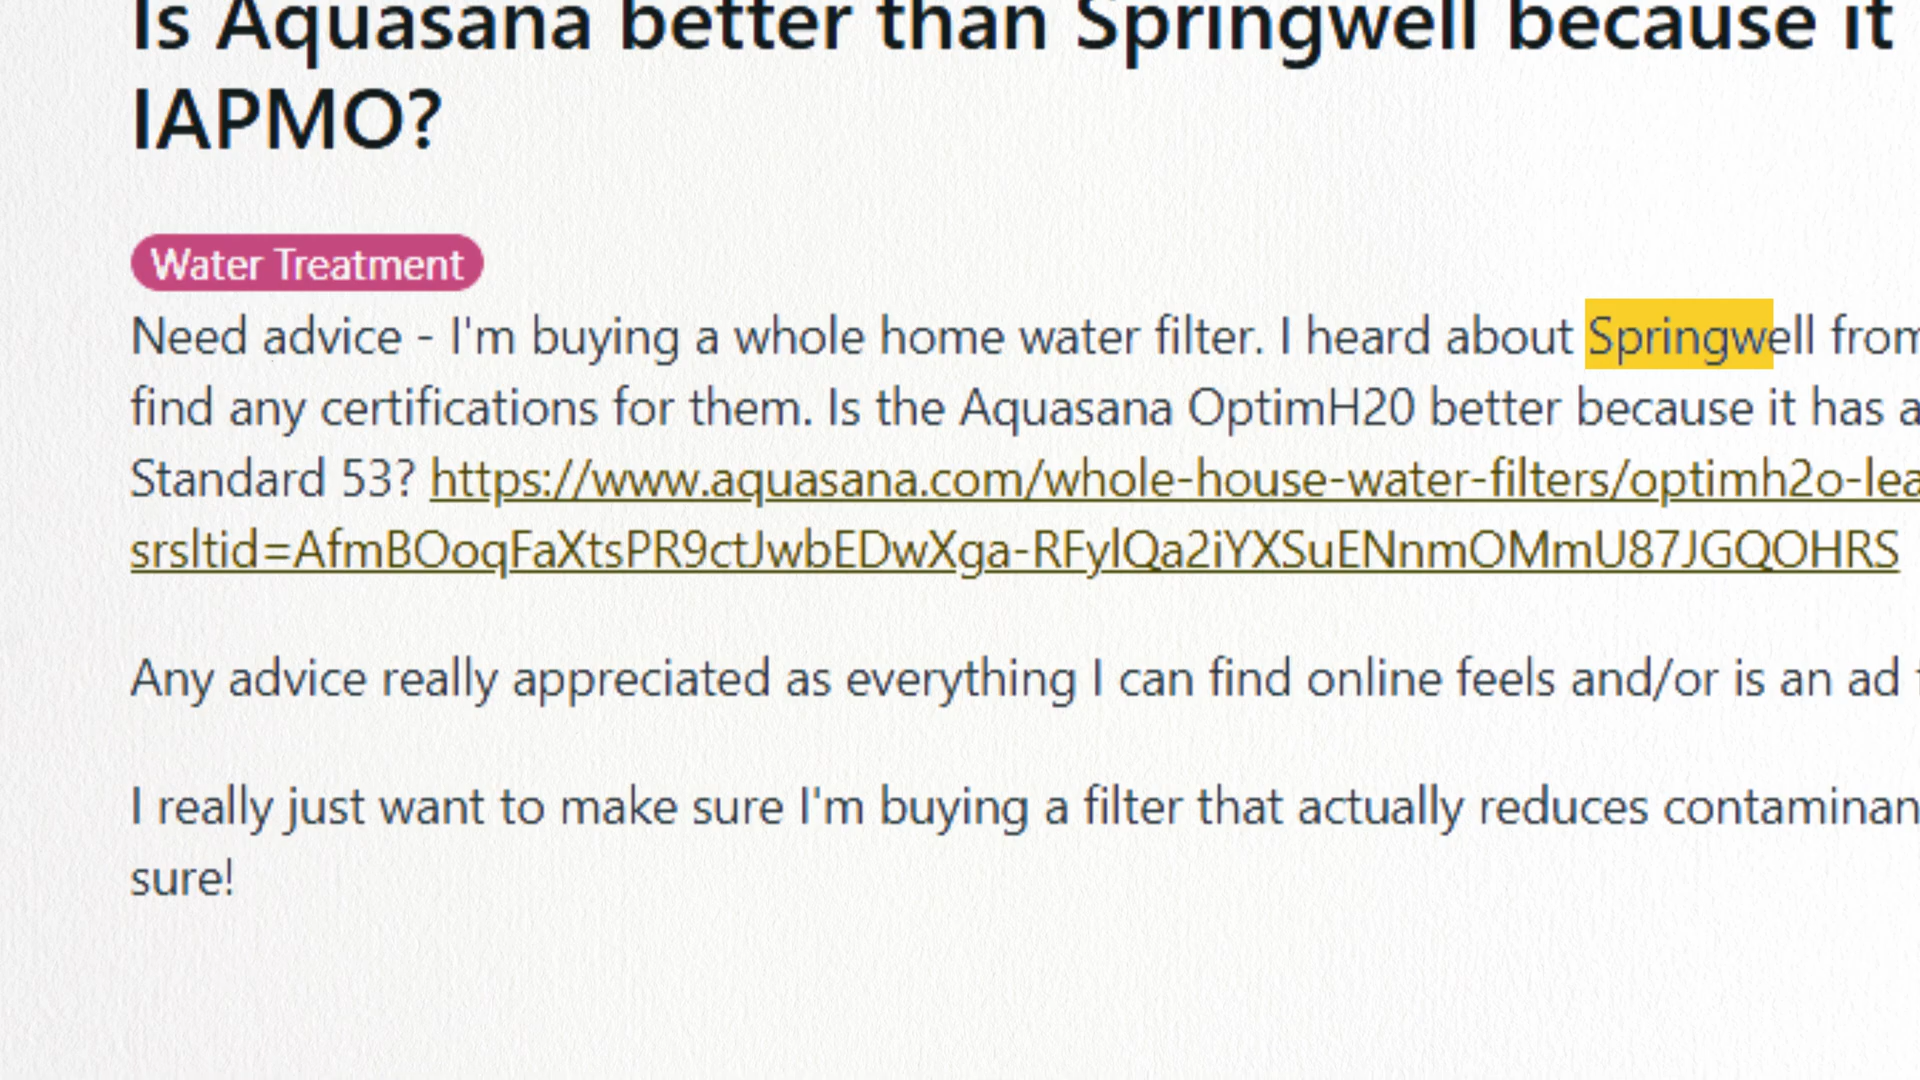 Is Aquasana better than Springwell because it
IAPMO?
Water Treatment
Need advice - I'm buying a whole home water filter. I heard about Springwell from
find any certifications for them. Is the Aquasana OptimH20 better because it has a
Standard 53? https://www.aquasana.com/whole-house-water-filters/optimh2o-lea
srsltid=AfmBOoqFaXtsPR9ctJwbEDwXga-RFylQa2iYXSuENnmOMmU87JGQOHRS
Any advice really appreciated as everything I can find online feels and/or is an ad
I really just want to make sure I'm buying a filter that actually reduces contaminan
sure!